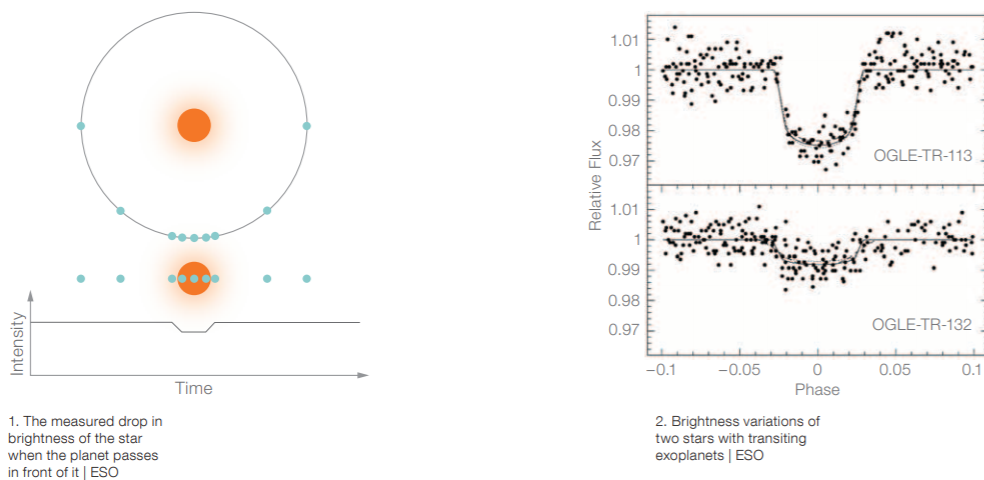 Intensity
Time
1. The measured drop in
brightness of the star
when the planet passes
in front of it | ESO
1.01
1
0.99
0.98
0.97
OGLE-TR-113
Relative Flux
1.01
1
0.99
0.98
0.97
OGLE-TR-132
−0.1 −0.05 0 0.05 0.1
Phase
2. Brightness variations of
two stars with transiting
exoplanets | ESO